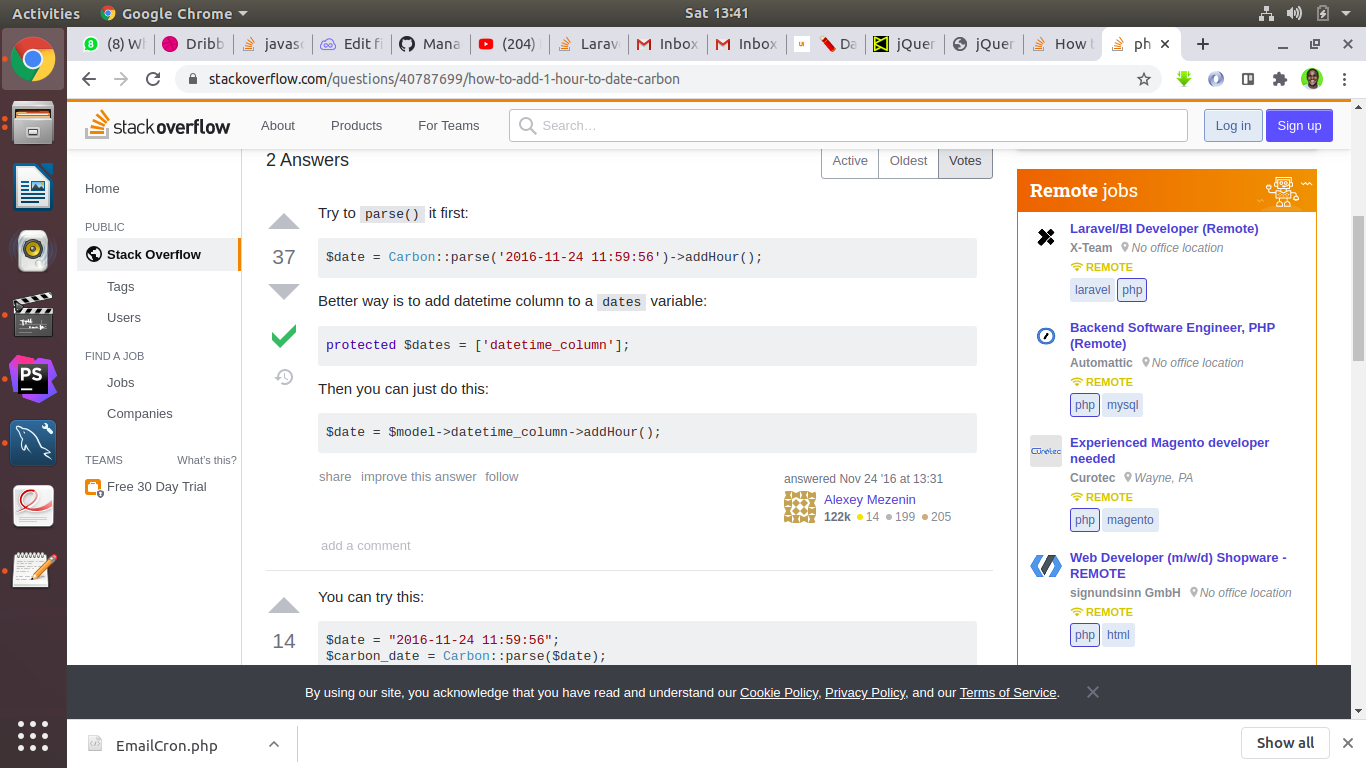 Activities
Google Chrome
Sat 13:41
(8) Wh
Dribb
javasc
Edit fi
Mana
(204)
Larav
Inbox
Inbox
Da
jQuer
jQuer
How t
ph
stackoverflow.com/questions/40787699/how-to-add-1-hour-to-date-carbon
stackoverflow
About
Products
For Teams
Search…
Log in
Sign up
Home
PUBLIC
Stack Overflow
Tags
Users
FIND A JOB
Jobs
Companies
TEAMS
What's this?
Free 30 Day Trial
2 Answers
Active
Oldest
Votes
37
Try to parse() it first:
$date = Carbon::parse('2016-11-24 11:59:56')->addHour();
Better way is to add datetime column to a dates variable:
protected $dates = ['datetime_column'];
Then you can just do this:
$date = $model->datetime_column->addHour();
share
improve this answer
follow
answered Nov 24 '16 at 13:31
Alexey Mezenin
122k 14 199 205
add a comment
14
You can try this:
$date = "2016-11-24 11:59:56";
$carbon_date = Carbon::parse($date);
Remote jobs
Laravel/BI Developer (Remote)
X-Team No office location
REMOTE
laravel php
Backend Software Engineer, PHP
(Remote)
Automattic No office location
REMOTE
php mysql
Curotec
Experienced Magento developer
needed
Curotec Wayne, PA
REMOTE
php magento
Web Developer (m/w/d) Shopware -
REMOTE
signundsinn GmbH No office location
REMOTE
php html
By using our site, you acknowledge that you have read and understand our Cookie Policy, Privacy Policy, and our Terms of Service.
EmailCron.php
Show all
PS